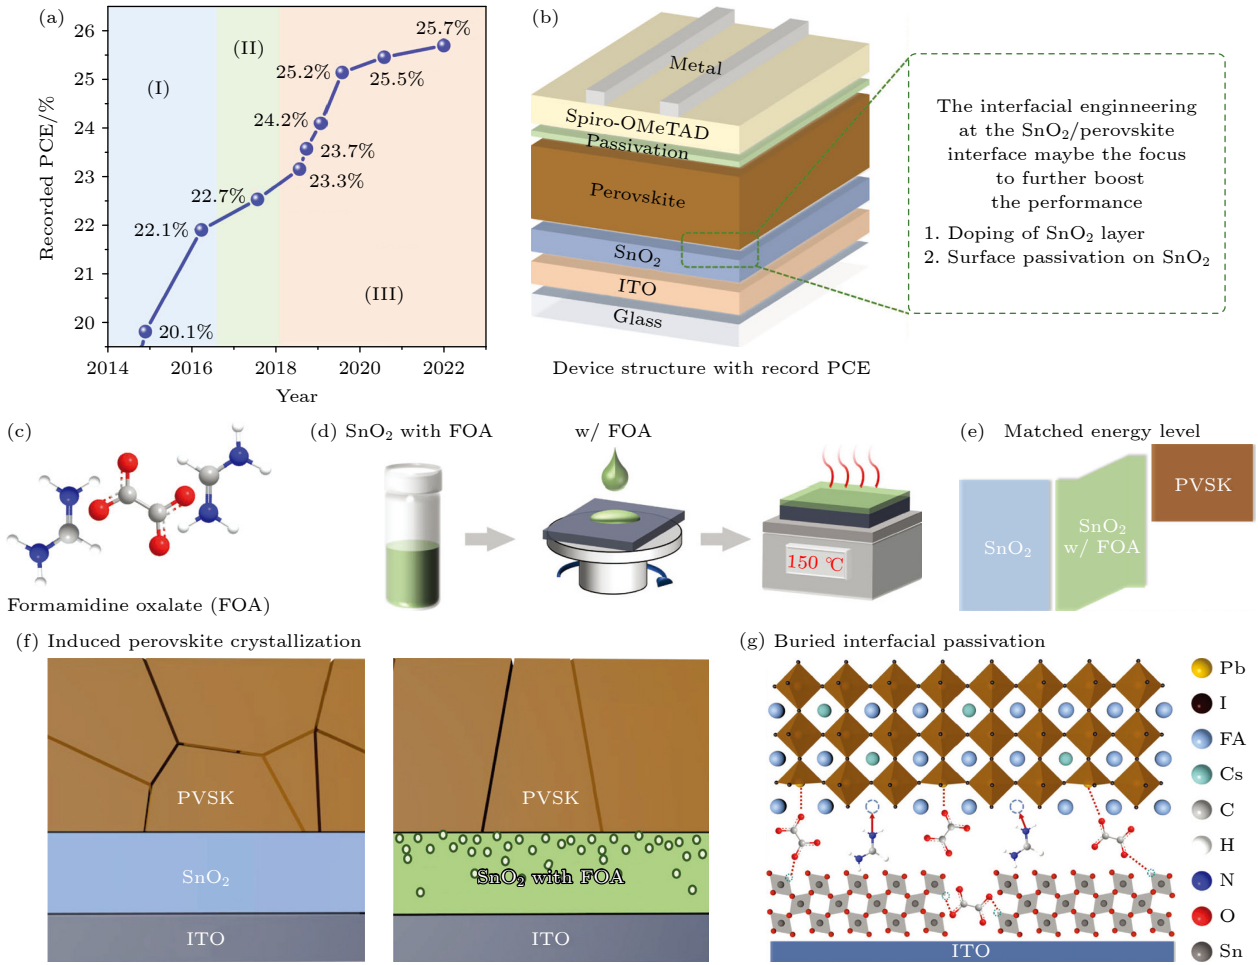 (a)
26
25
24
23
22
21
20
Recorded PCE/%
2014 2016 2018 2020 2022
Year
(I)
(II)
(III)
20.1%
22.1%
22.7%
23.3%
23.7%
24.2%
25.2%
25.5%
25.7%
(b)
Metal
Spiro-OMeTAD
Passivation
Perovskite
SnO₂
ITO
Glass
Device structure with record PCE
The interfacial enginneering
at the SnO₂/perovskite
interface maybe the focus
to further boost
the performance
1. Doping of SnO₂ layer
2. Surface passivation on SnO₂
(c)
Formamidine oxalate (FOA)
(d) SnO₂ with FOA
w/ FOA
150 ℃
(e) Matched energy level
SnO₂
SnO₂
w/ FOA
PVSK
(f) Induced perovskite crystallization
PVSK
SnO₂
ITO
PVSK
SnO₂ with FOA
ITO
(g) Buried interfacial passivation
ITO
Pb
I
FA
Cs
C
H
N
O
Sn